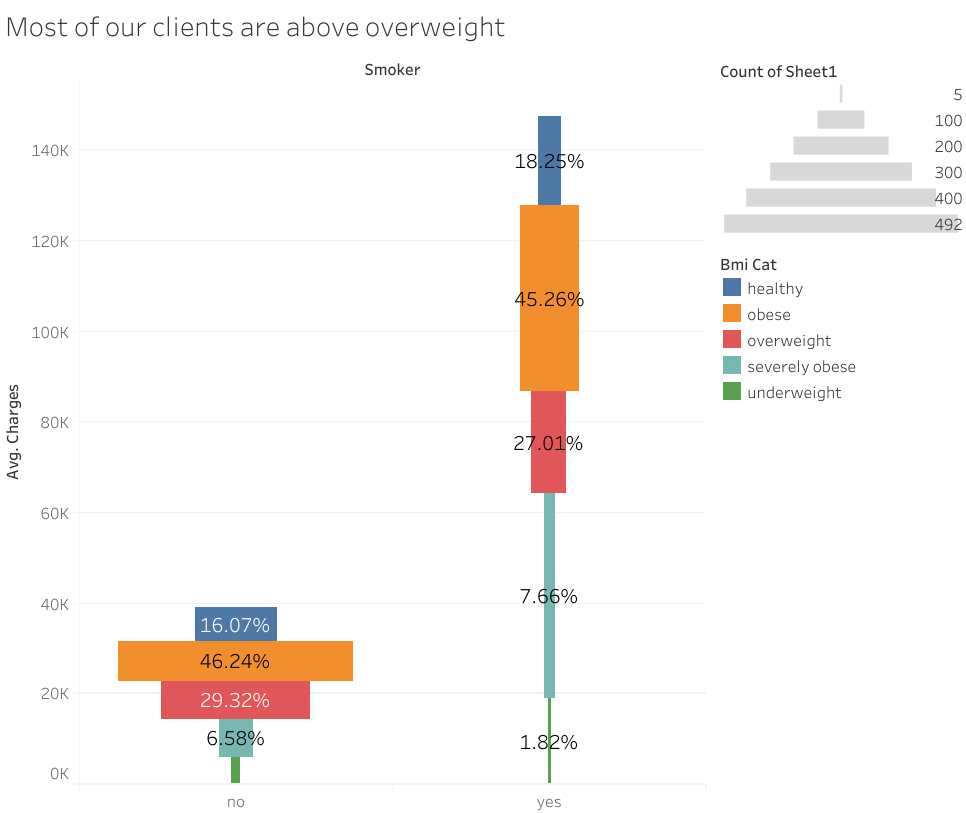 Most of our clients are above overweight
Smoker
Count of Sheet1
5
100
200
300
400
492
Bmi Cat
healthy
obese
overweight
severely obese
underweight
Avg. Charges
140K
120K
100K
80K
60K
40K
20K
0K
18.25%
45.26%
27.01%
7.66%
1.82%
16.07%
46.24%
29.32%
6.58%
no
yes